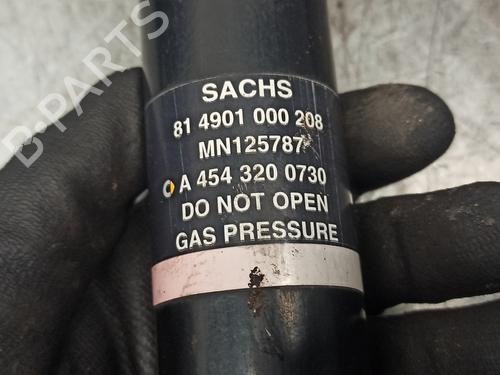 B-PARTS
SACHS
81 4901 000 208
MN125787
A 454 320 0730
DO NOT OPEN
GAS PRESSURE